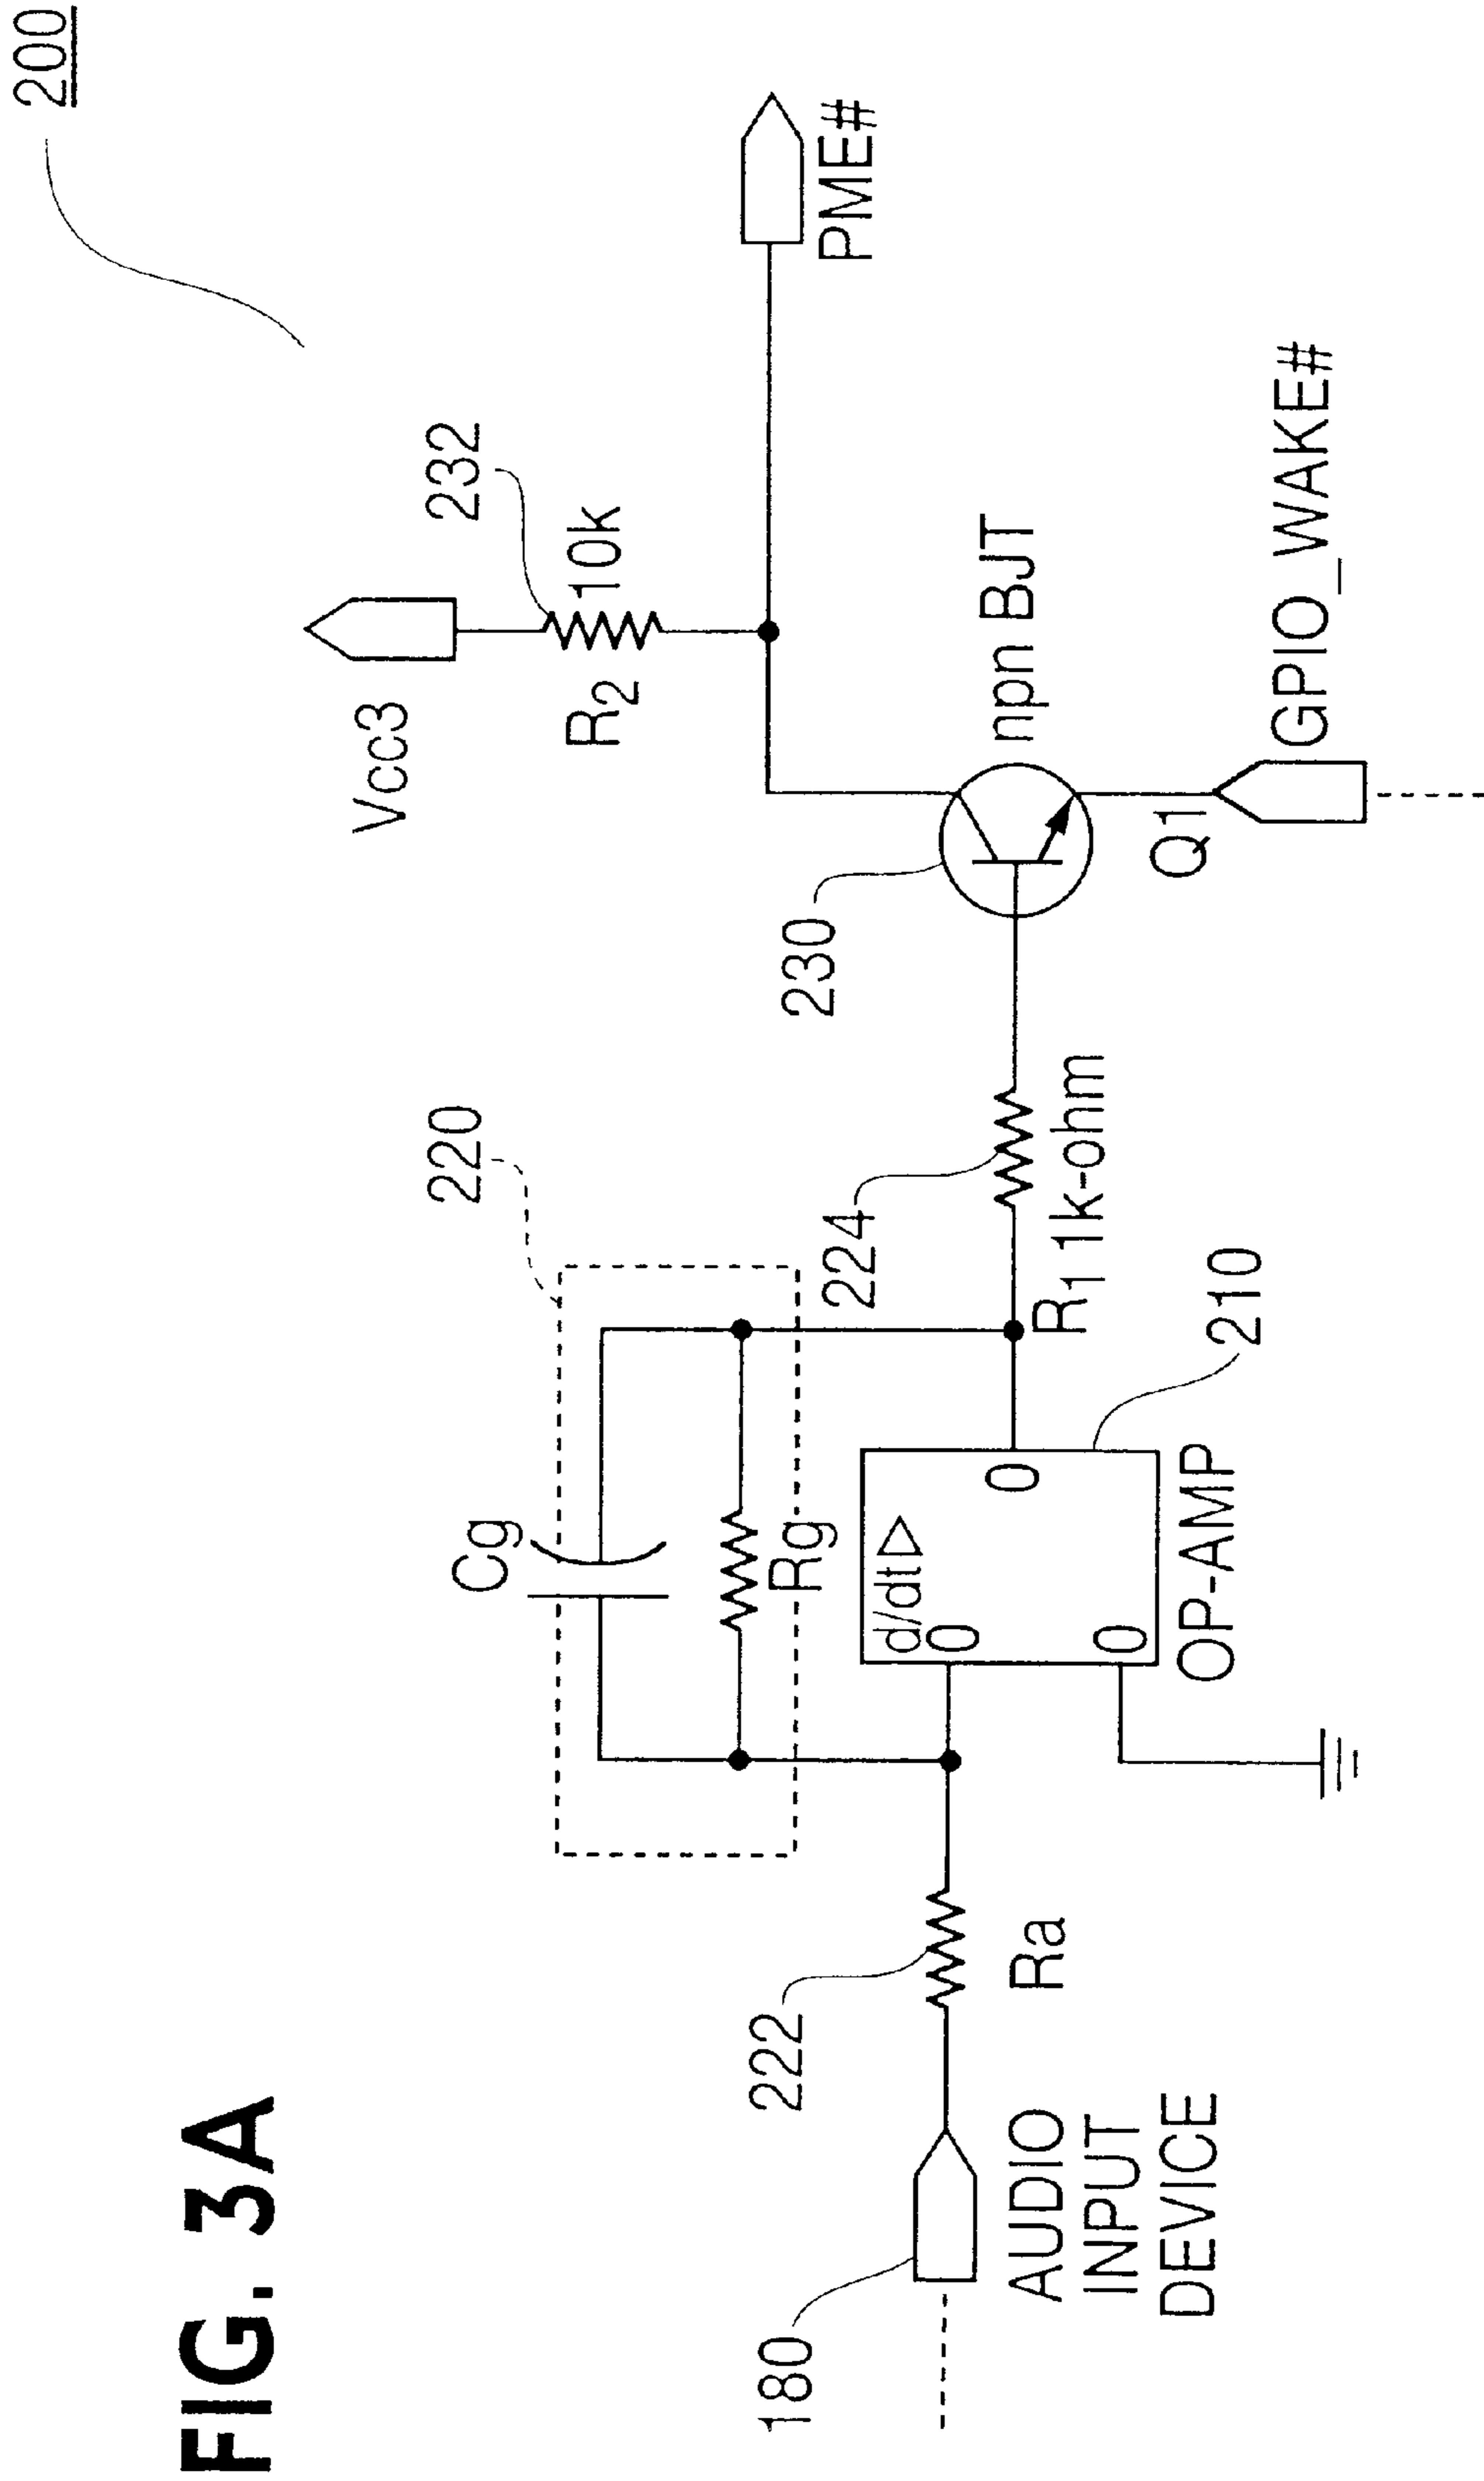 FIG. 3A
200
Vcc3
232
R2
10k
PME#
220
Cg
Rg
230
npn BJT
224
R1 1k-ohm
Q1
GPIO_WAKE#
222
Ra
180
AUDIO
INPUT
DEVICE
d/dt
0
0
0
OP-AMP
210